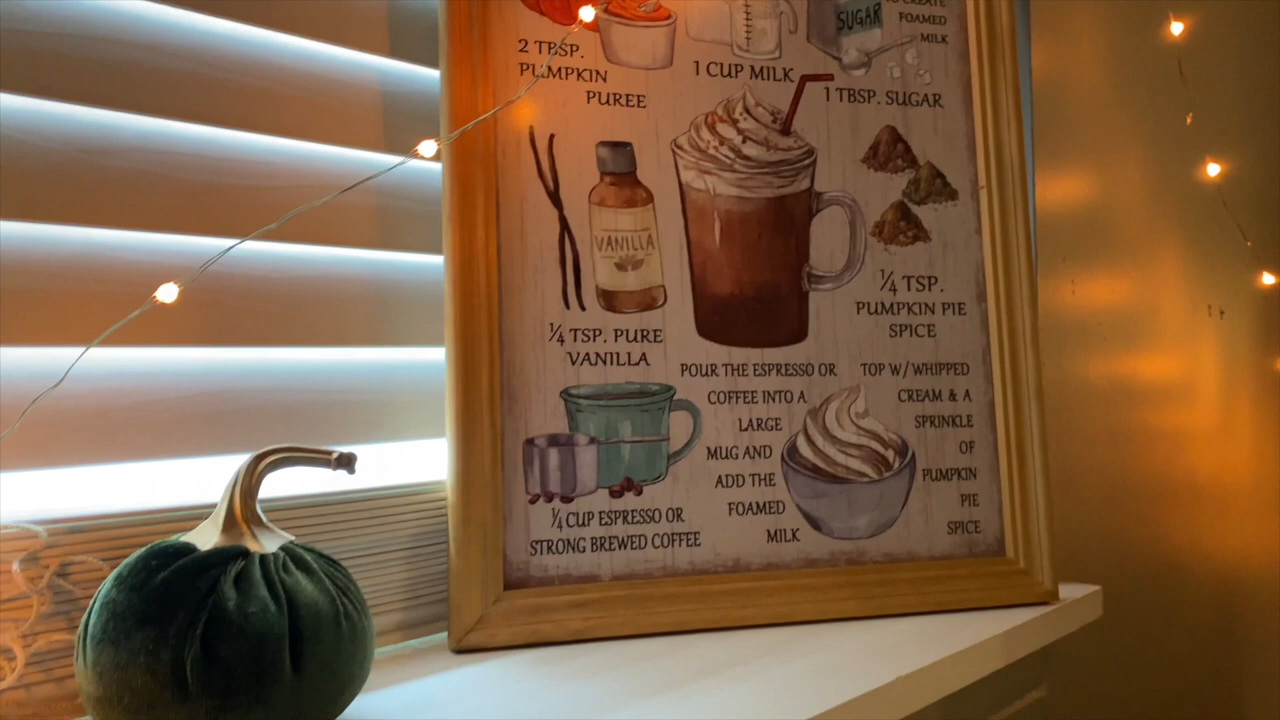 TO CREATE
FOAMED
MILK
SUGAR
2 TBSP.
PUMPKIN
PUREE
1 CUP MILK
1 TBSP. SUGAR
VANILLA
¼ TSP. PURE
VANILLA
¼ TSP.
PUMPKIN PIE
SPICE
¼ CUP ESPRESSO OR
STRONG BREWED COFFEE
POUR THE ESPRESSO OR
COFFEE INTO A
LARGE
MUG AND
ADD THE
FOAMED
MILK
TOP W/ WHIPPED
CREAM & A
SPRINKLE
OF
PUMPKIN
PIE
SPICE